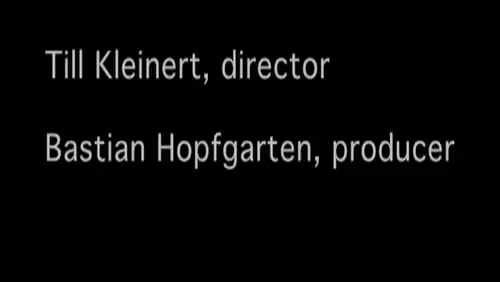 Till Kleinert, director
Bastian Hopfgarten, producer